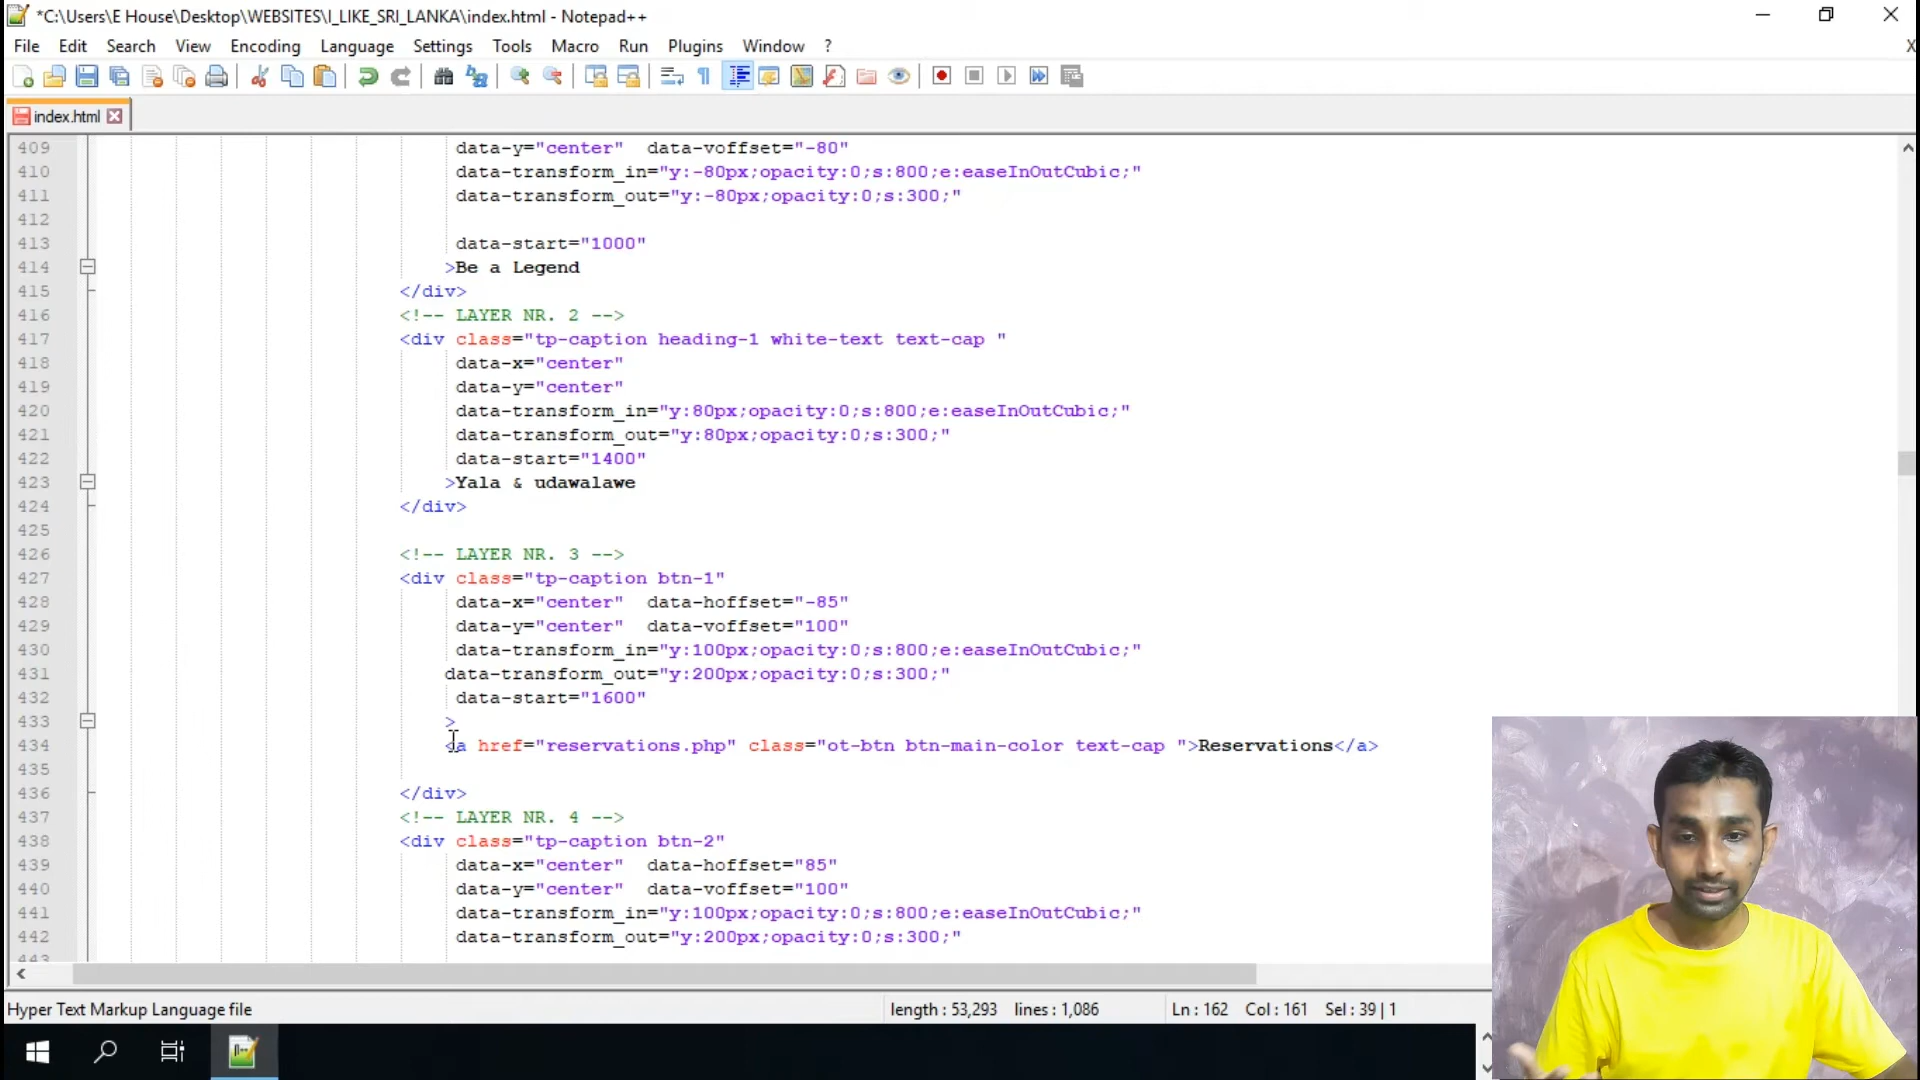 *C:\Users\E House\Desktop\WEBSITES\I_LIKE_SRI_LANKA\index.html - Notepad++
File Edit Search View Encoding Language Settings Tools Macro Run Plugins Window ? X
index.html
409 data-y="center" data-voffset="-80"
410 data-transform_in="y:-80px;opacity:0;s:800;e:easeInOutCubic;"
411 data-transform_out="y:-80px;opacity:0;s:300;"
412
413 data-start="1000"
414 >Be a Legend
415 </div>
416 <!-- LAYER NR. 2 -->
417 <div class="tp-caption heading-1 white-text text-cap "
418 data-x="center"
419 data-y="center"
420 data-transform_in="y:80px;opacity:0;s:800;e:easeInOutCubic;"
421 data-transform_out="y:80px;opacity:0;s:300;"
422 data-start="1400"
423 >Yala & udawalawe
424 </div>
425
426 <!-- LAYER NR. 3 -->
427 <div class="tp-caption btn-1"
428 data-x="center" data-hoffset="-85"
429 data-y="center" data-voffset="100"
430 data-transform_in="y:100px;opacity:0;s:800;e:easeInOutCubic;"
431 data-transform_out="y:200px;opacity:0;s:300;"
432 data-start="1600"
433 >
434 <a href="reservations.php" class="ot-btn btn-main-color text-cap ">Reservations</a>
435
436 </div>
437 <!-- LAYER NR. 4 -->
438 <div class="tp-caption btn-2"
439 data-x="center" data-hoffset="85"
440 data-y="center" data-voffset="100"
441 data-transform_in="y:100px;opacity:0;s:800;e:easeInOutCubic;"
442 data-transform_out="y:200px;opacity:0;s:300;"
443
Hyper Text Markup Language file length : 53,293 lines : 1,086 Ln : 162 Col : 161 Sel : 39 | 1